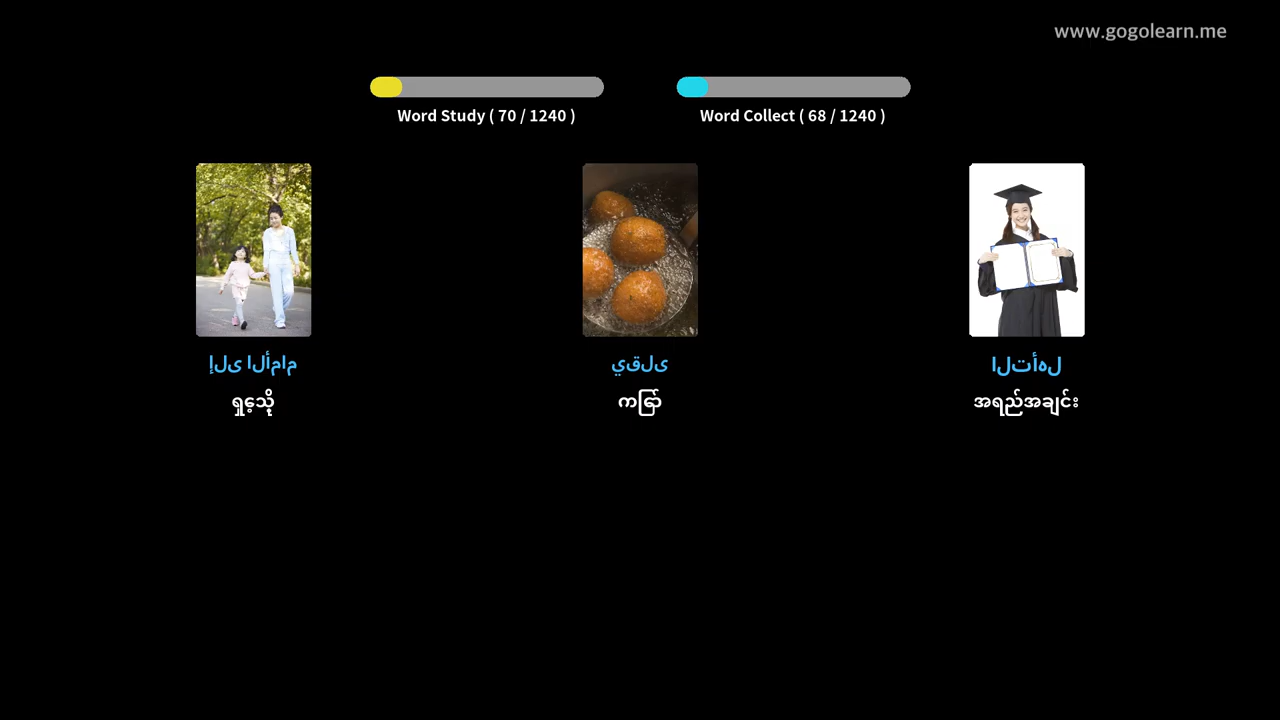 www.gogolearn.me
Word Study ( 70 / 1240 )
Word Collect ( 68 / 1240 )
إلى الأمام
يقلى
التأهل
ရှေ့သို့
ကြော်
အရည်အချင်း